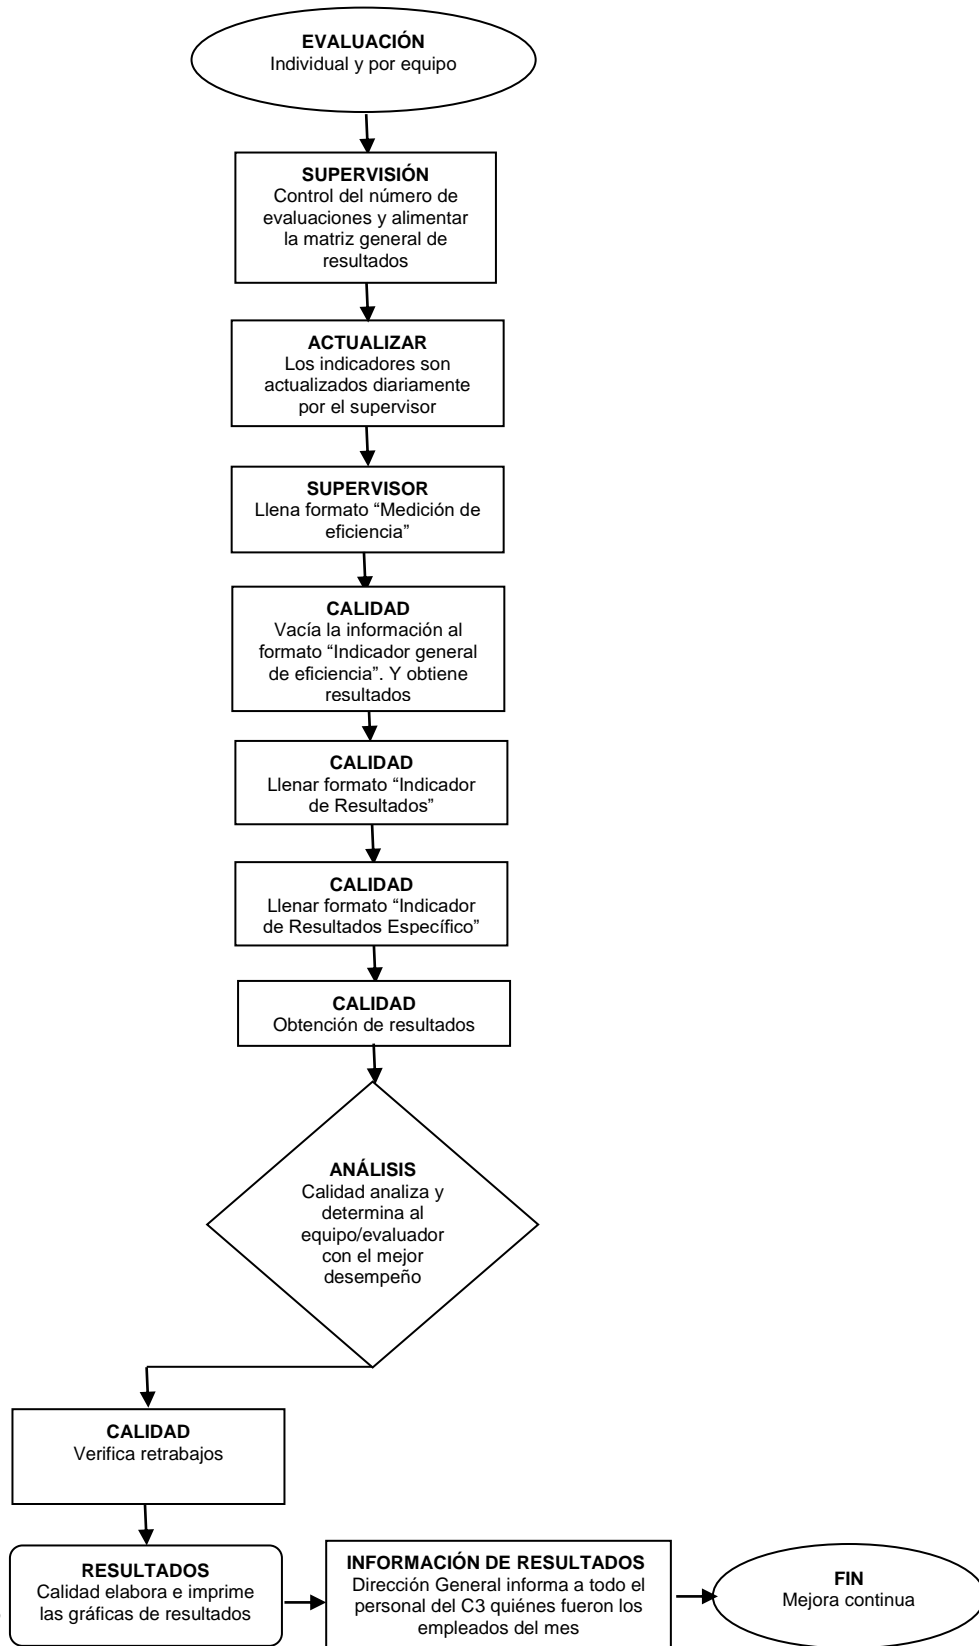 EVALUACIÓN
Individual y por equipo
SUPERVISIÓN
Control del número de
evaluaciones y alimentar
la matriz general de
resultados
ACTUALIZAR
Los indicadores son
actualizados diariamente
por el supervisor
SUPERVISOR
Llena formato “Medición de
eficiencia”
CALIDAD
Vacía la información al
formato “Indicador general
de eficiencia”. Y obtiene
resultados
CALIDAD
Llenar formato “Indicador
de Resultados”
CALIDAD
Llenar formato “Indicador
de Resultados Específico”
CALIDAD
Obtención de resultados
ANÁLISIS
Calidad analiza y
determina al
equipo/evaluador
con el mejor
desempeño
CALIDAD
Verifica retrabajos
RESULTADOS
Calidad elabora e imprime
las gráficas de resultados
INFORMACIÓN DE RESULTADOS
Dirección General informa a todo el
personal del C3 quiénes fueron los
empleados del mes
FIN
Mejora continua